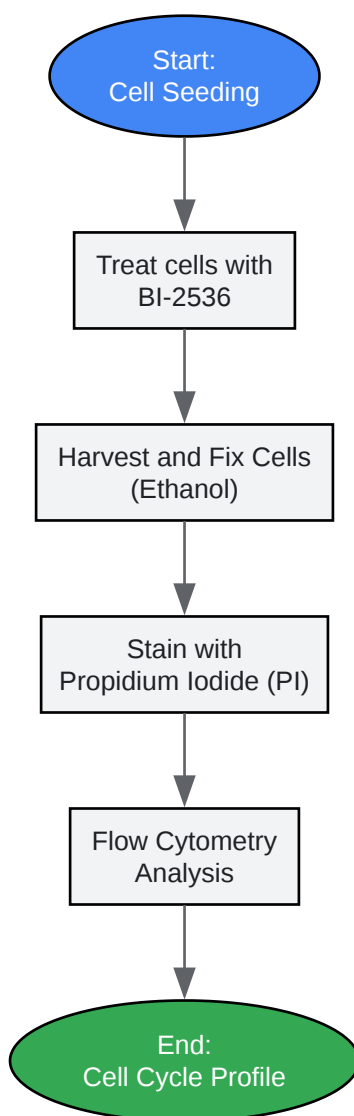 Start:
Cell Seeding
Treat cells with
BI-2536
Harvest and Fix Cells
(Ethanol)
Stain with
Propidium Iodide (PI)
Flow Cytometry
Analysis
End:
Cell Cycle Profile